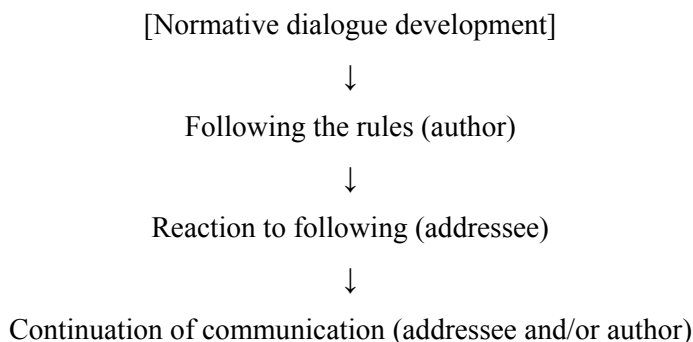 [Normative dialogue development]
↓
Following the rules (author)
↓
Reaction to following (addressee)
↓
Continuation of communication (addressee and/or author)